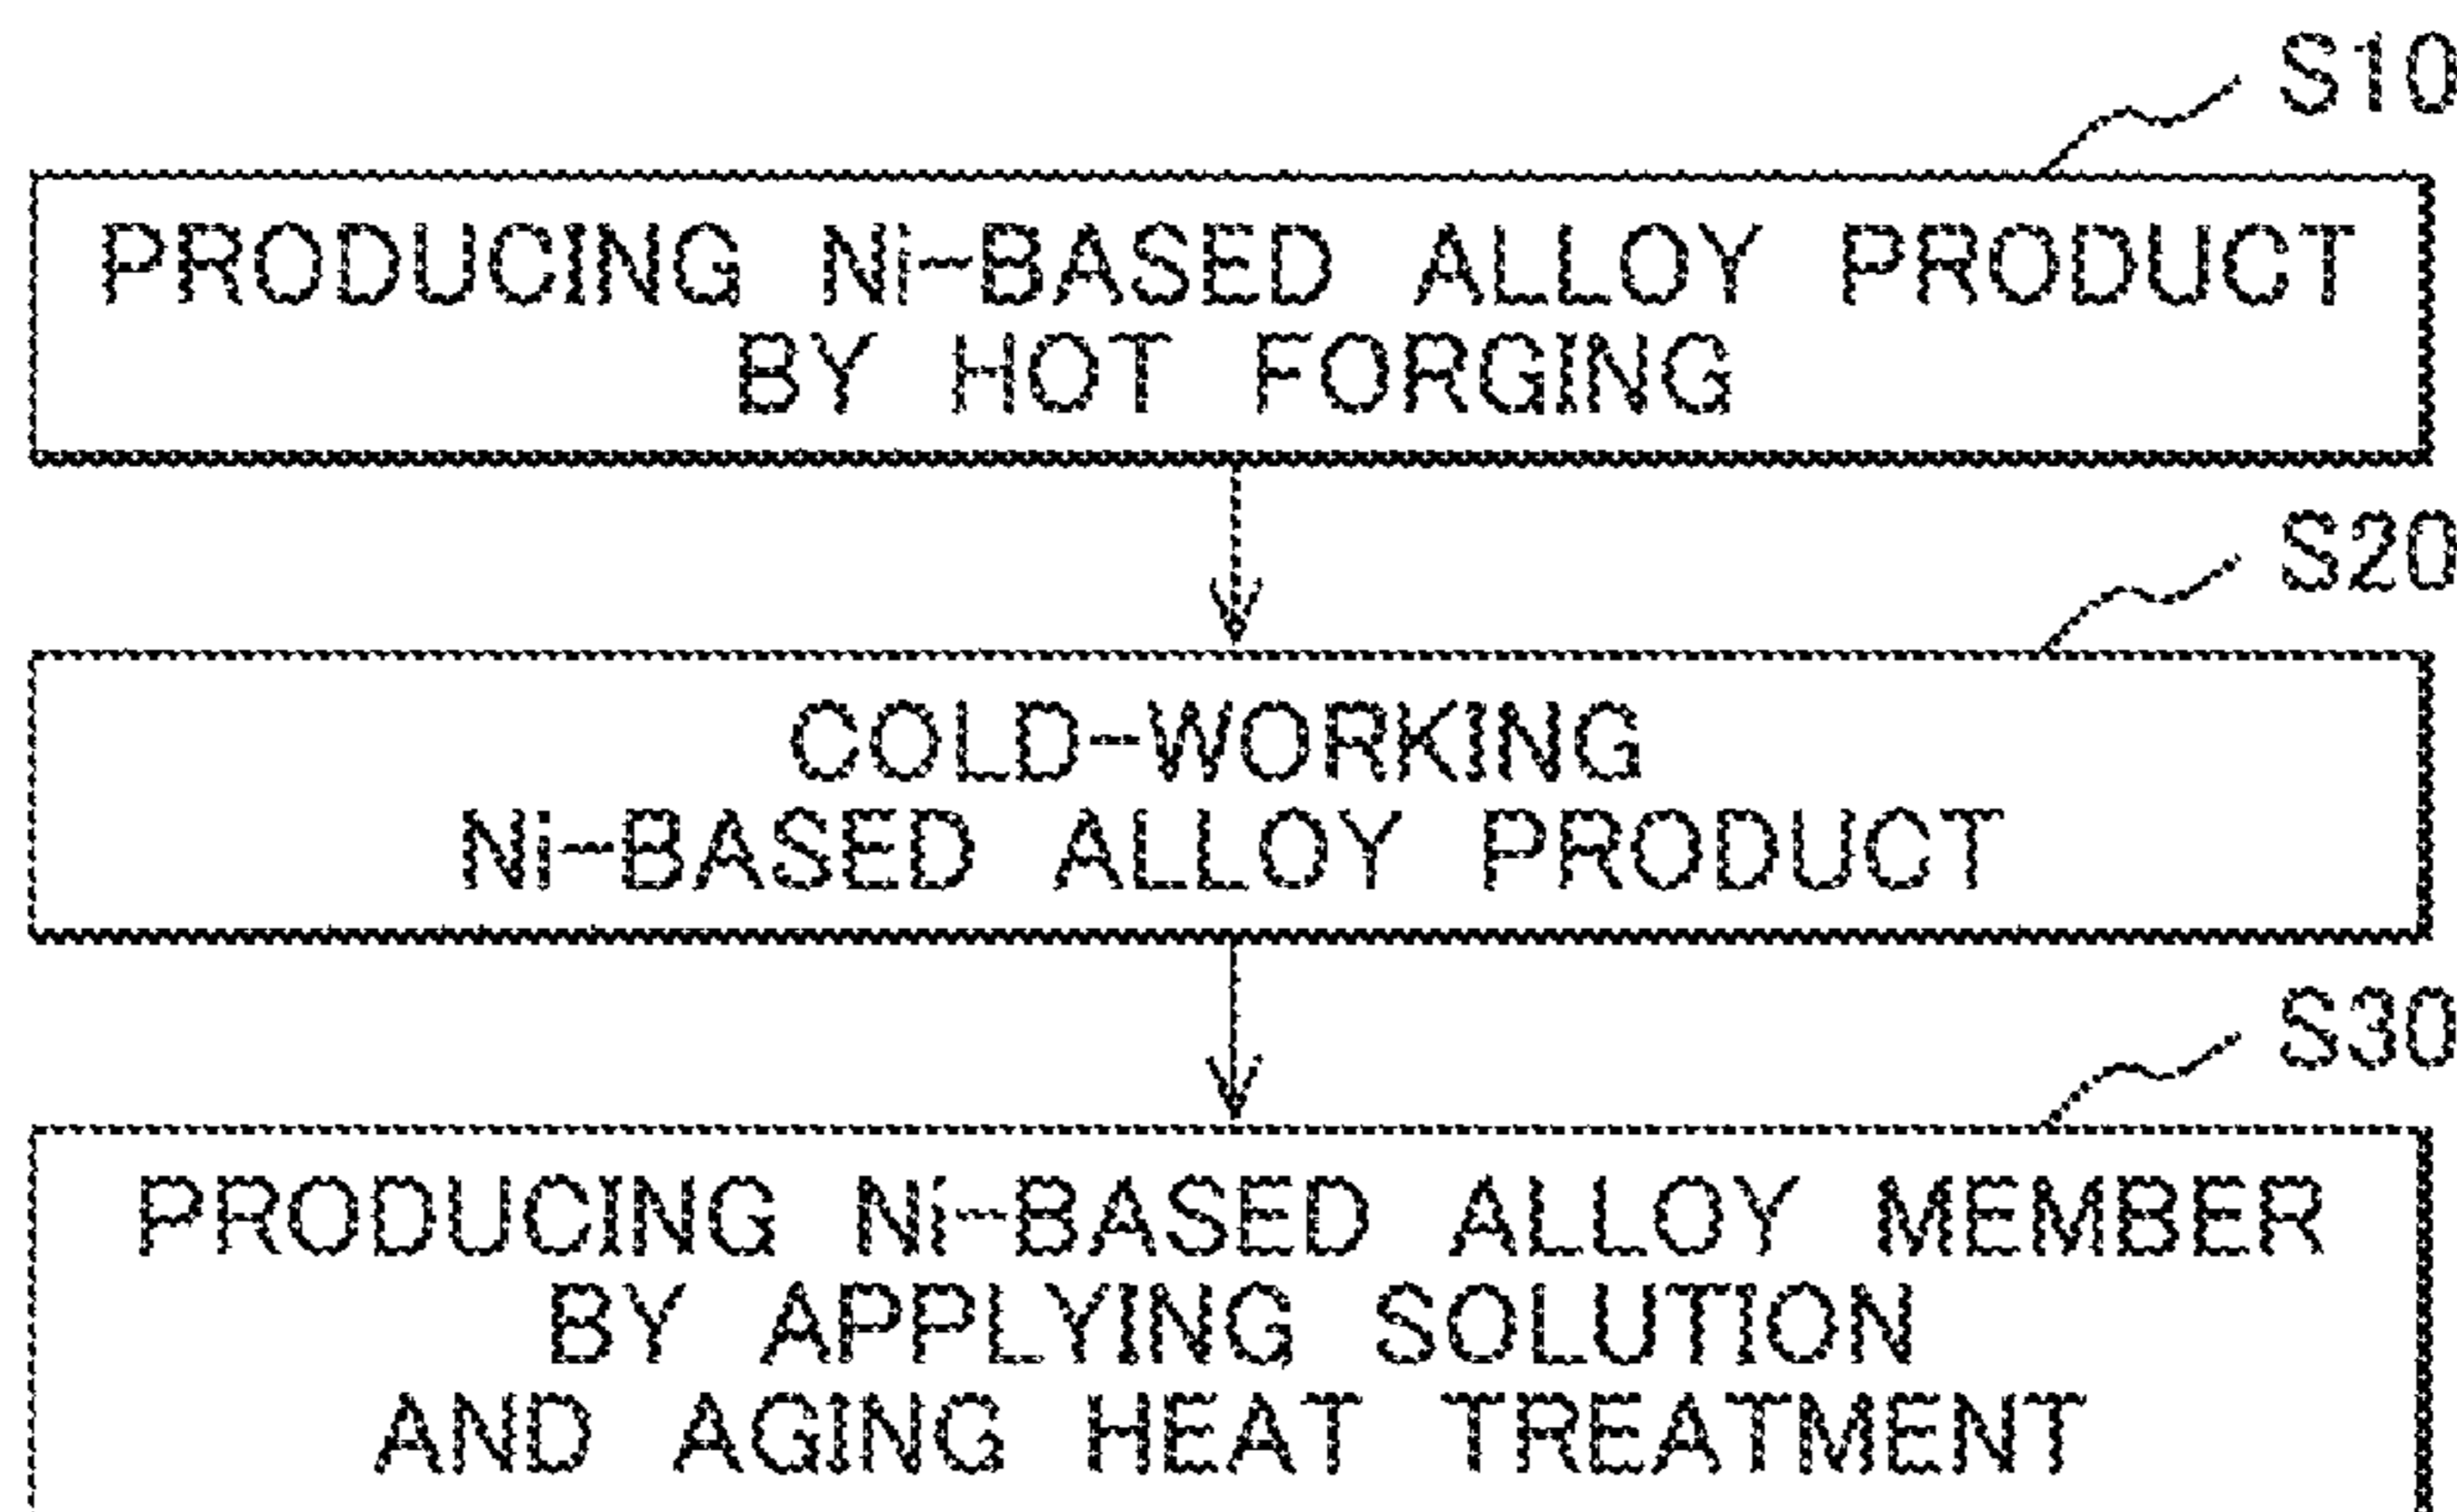 S10
PRODUCING Ni-BASED ALLOY PRODUCT
BY HOT FORGING
S20
COLD-WORKING
Ni-BASED ALLOY PRODUCT
S30
PRODUCING Ni-BASED ALLOY MEMBER
BY APPLYING SOLUTION
AND AGING HEAT TREATMENT